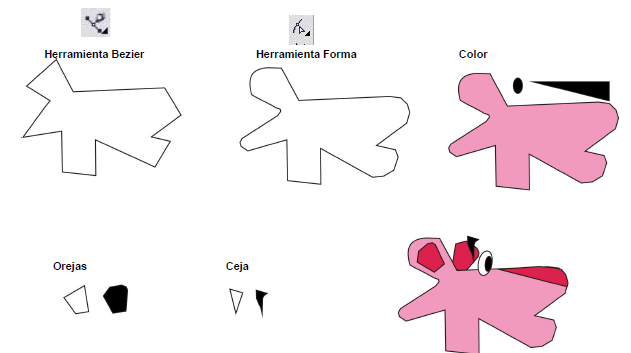 Herramienta Bezier
Herramienta Forma
Color
Orejas
Ceja